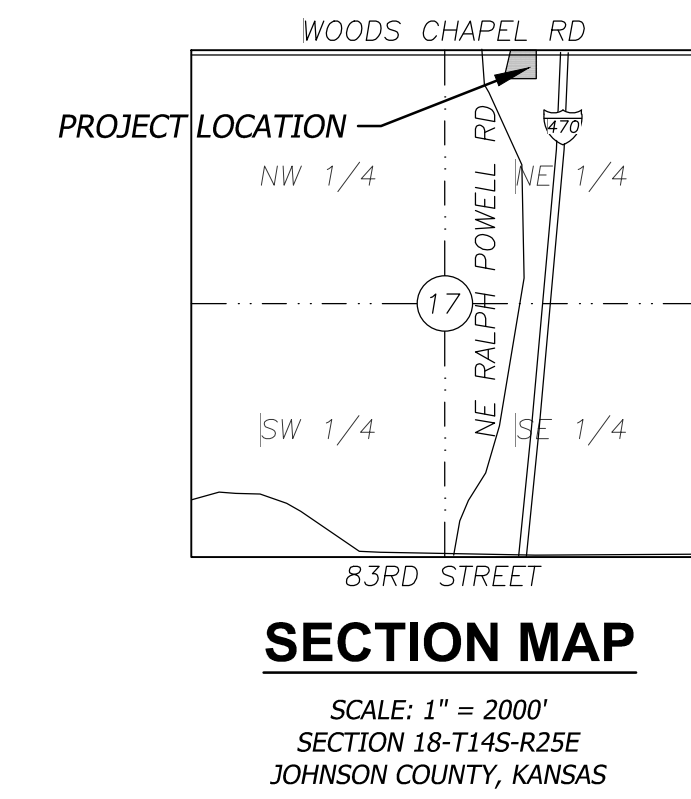 WOODS CHAPEL RD
PROJECT LOCATION
470
NW 1/4
NE 1/4
NE RALPH POWELL RD
17
SW 1/4
SE 1/4
83RD STREET
SECTION MAP
SCALE: 1" = 2000'
SECTION 18-T14S-R25E
JOHNSON COUNTY, KANSAS